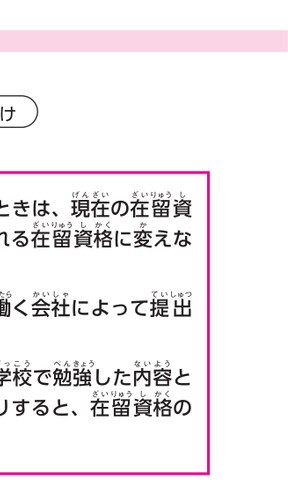 け
ときは、現在の在留資
れる在留資格に変えな
働く会社によって提出
学校で勉強した内容と
リすると、在留資格の